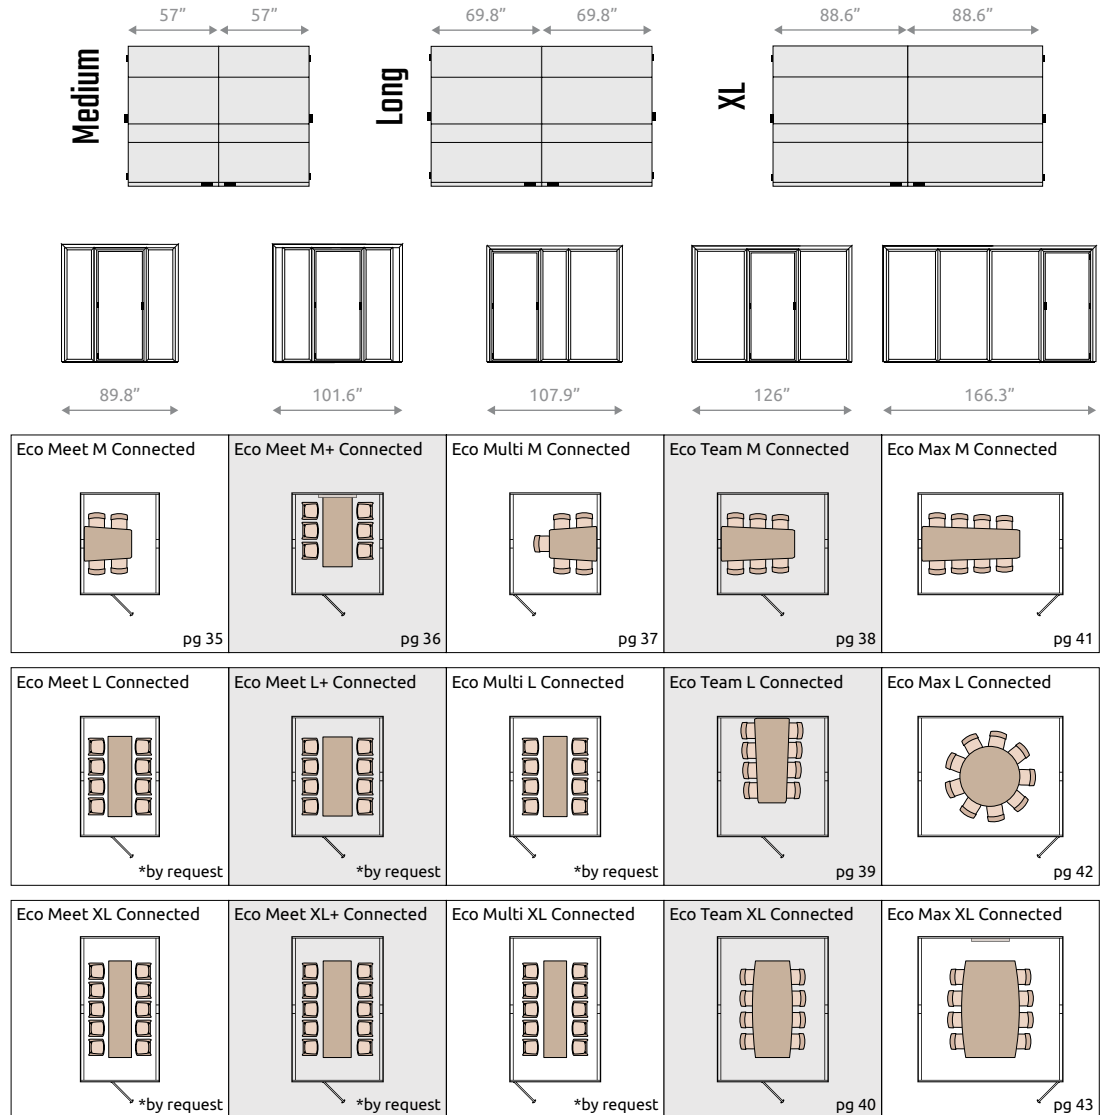 57” 57” 69.8” 69.8” 88.6” 88.6”
Medium Long XL
89.8” 101.6” 107.9” 126” 166.3”
Eco Meet M Connected Eco Meet M+ Connected Eco Multi M Connected Eco Team M Connected Eco Max M Connected
pg 35 pg 36 pg 37 pg 38 pg 41
Eco Meet L Connected Eco Meet L+ Connected Eco Multi L Connected Eco Team L Connected Eco Max L Connected
*by request *by request *by request pg 39 pg 42
Eco Meet XL Connected Eco Meet XL+ Connected Eco Multi XL Connected Eco Team XL Connected Eco Max XL Connected
*by request *by request *by request pg 40 pg 43